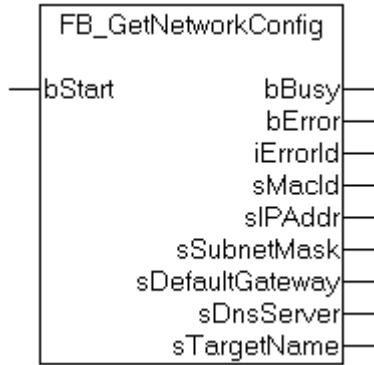 FB_GetNetworkConfig
bStart bBusy
bError
iErrorId
sMacId
sIPAddr
sSubnetMask
sDefaultGateway
sDnsServer
sTargetName